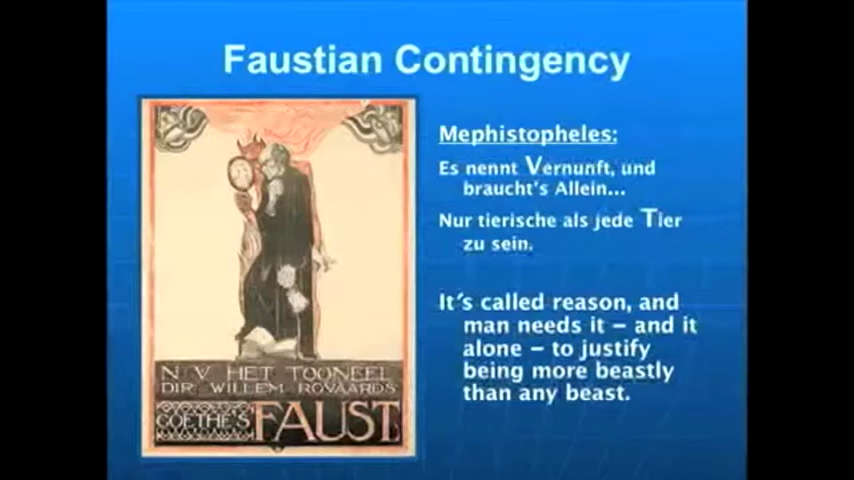 Faustian Contingency
Mephistopheles:
Es nennt Vernunft, und
braucht's Allein...
Nur tierische als jede Tier
zu sein.
It's called reason, and
man needs it – and it
alone – to justify
being more beastly
than any beast.
N.V. HET TOONEEL
DIR. WILLEM ROYAARDS
GOETHE'S FAUST